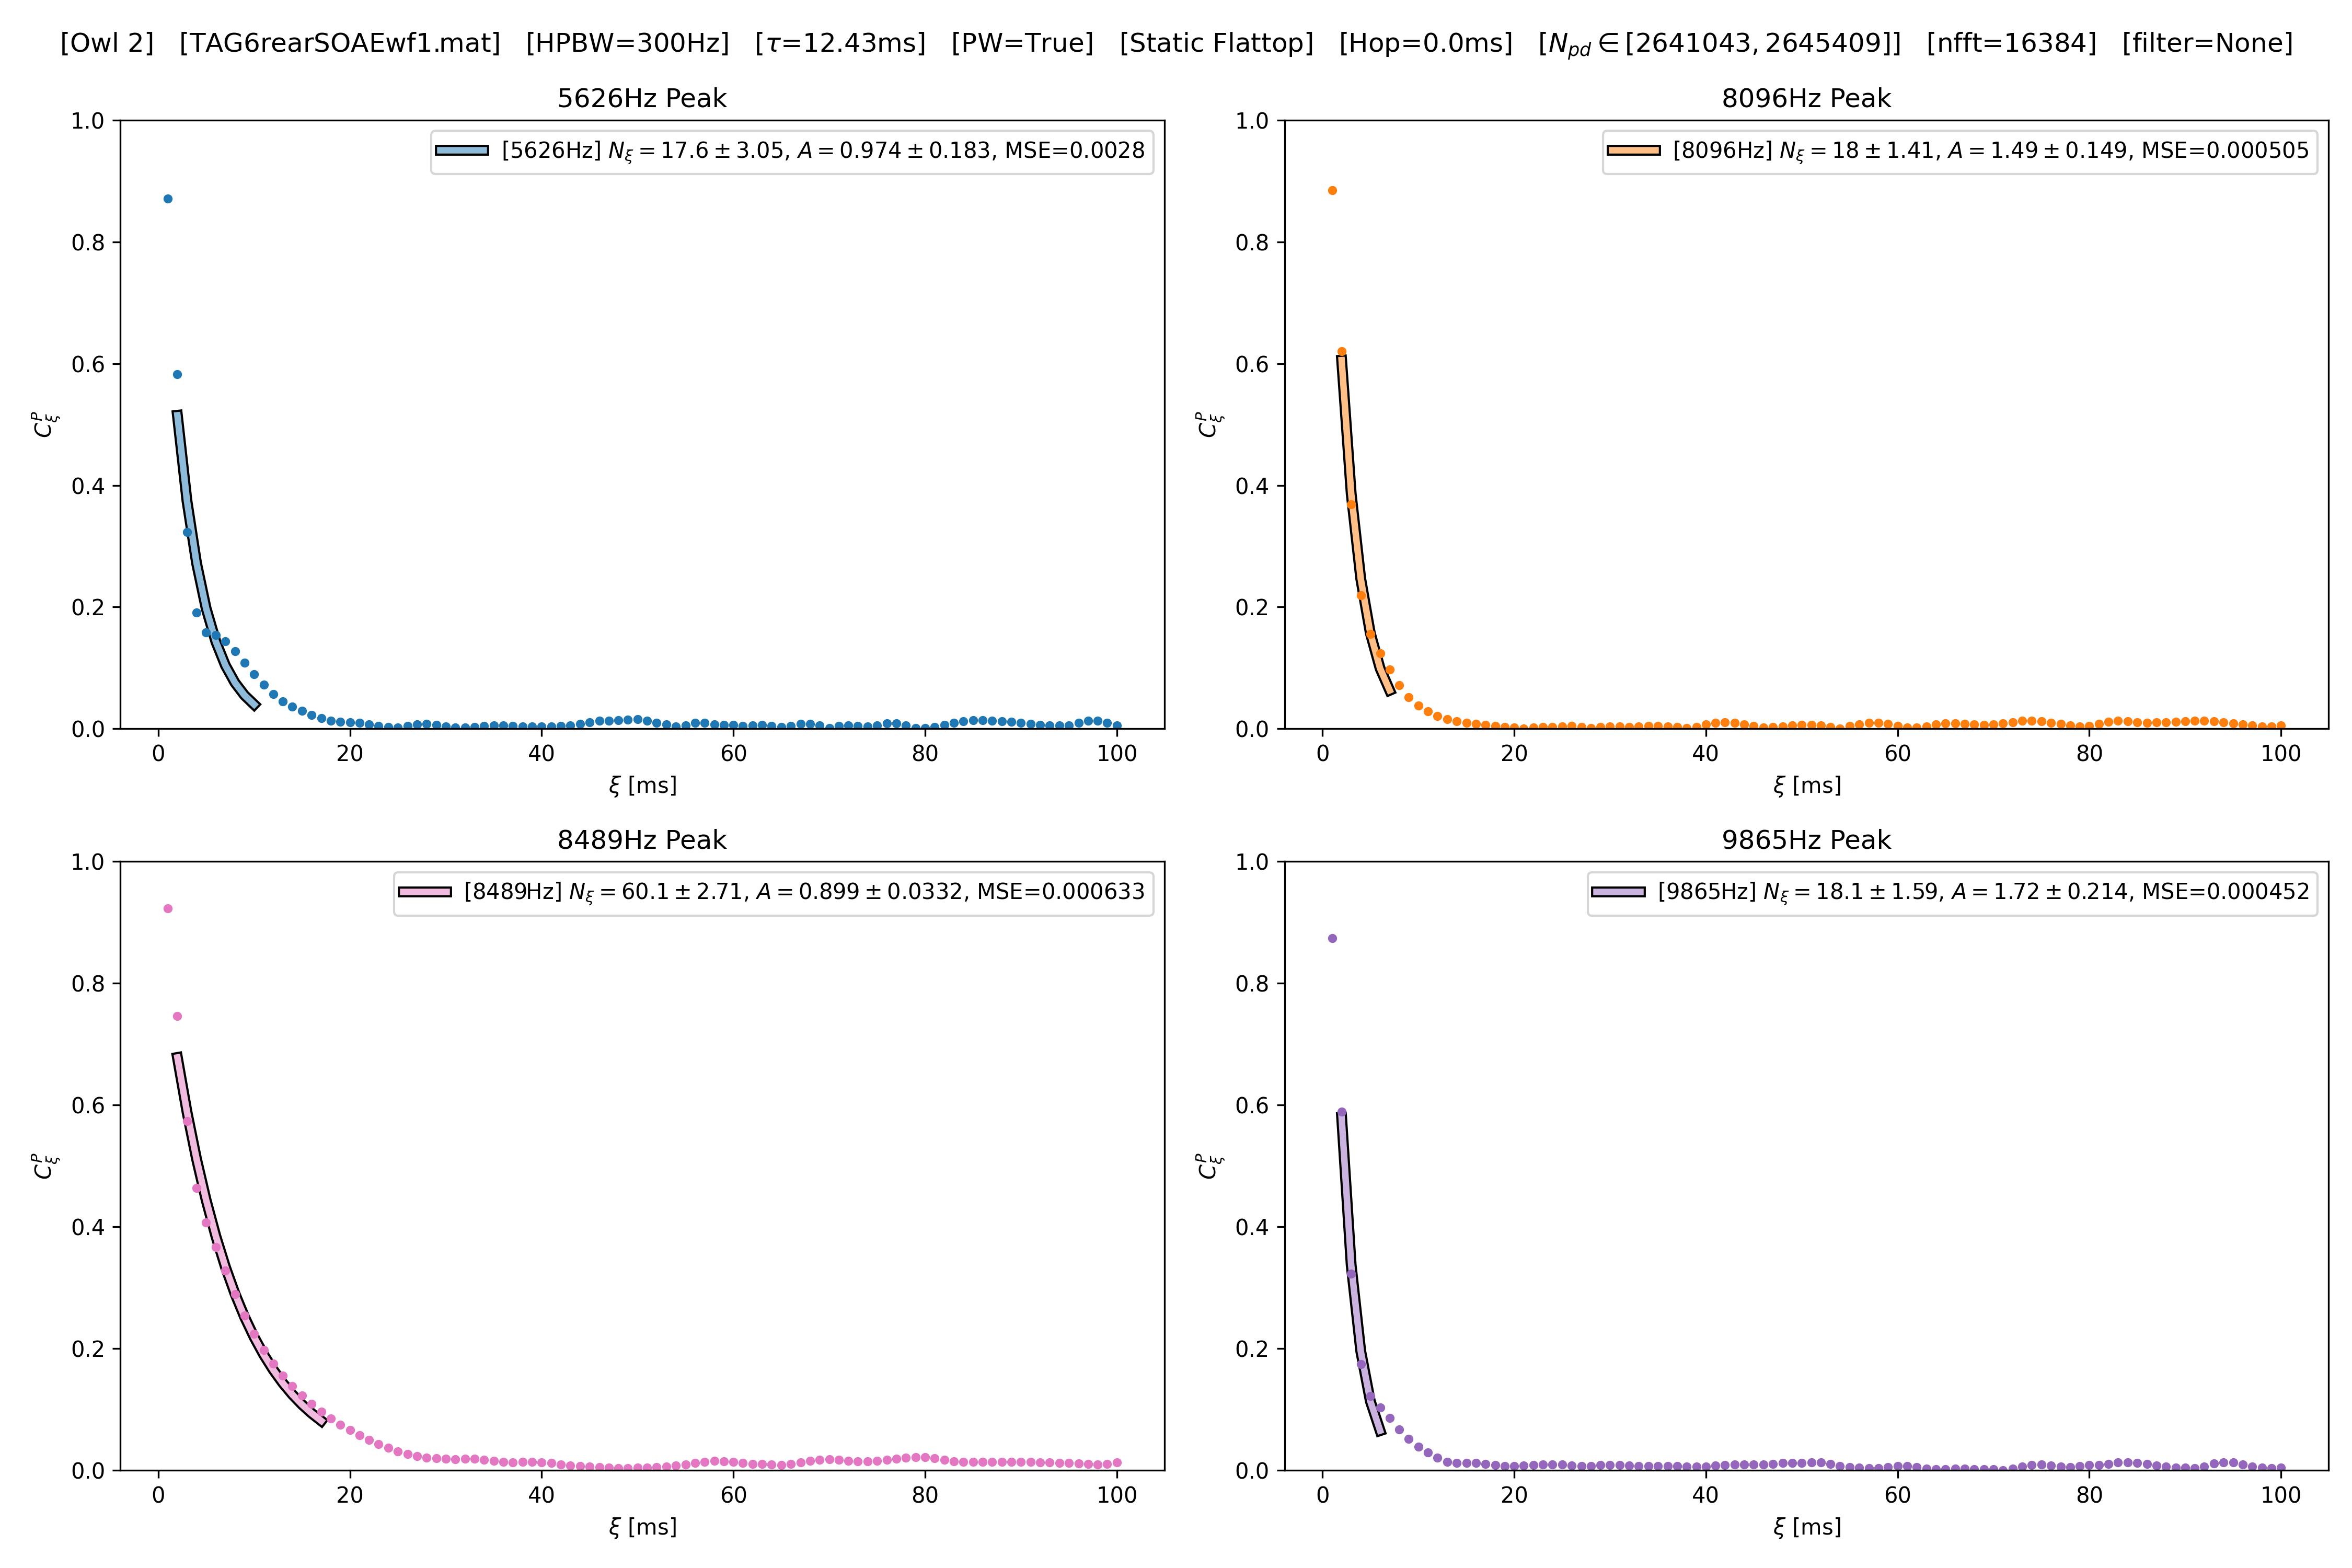 [Owl 2]   [TAG6rearSOAEwf1.mat]   [HPBW=300Hz]   [τ=12.43ms]   [PW=True]   [Static Flattop]   [Hop=0.0ms]   [N_pd ∈ [2641043, 2645409]]   [nfft=16384]   [filter=None]
5626Hz Peak
[5626Hz] N_ξ = 17.6 ± 3.05, A = 0.974 ± 0.183, MSE=0.0028
1.0
0.8
0.6
0.4
0.2
0.0
C_ξ^P
0 20 40 60 80 100
ξ [ms]
8096Hz Peak
[8096Hz] N_ξ = 18 ± 1.41, A = 1.49 ± 0.149, MSE=0.000505
1.0
0.8
0.6
0.4
0.2
0.0
C_ξ^P
0 20 40 60 80 100
ξ [ms]
8489Hz Peak
[8489Hz] N_ξ = 60.1 ± 2.71, A = 0.899 ± 0.0332, MSE=0.000633
1.0
0.8
0.6
0.4
0.2
0.0
C_ξ^P
0 20 40 60 80 100
ξ [ms]
9865Hz Peak
[9865Hz] N_ξ = 18.1 ± 1.59, A = 1.72 ± 0.214, MSE=0.000452
1.0
0.8
0.6
0.4
0.2
0.0
C_ξ^P
0 20 40 60 80 100
ξ [ms]